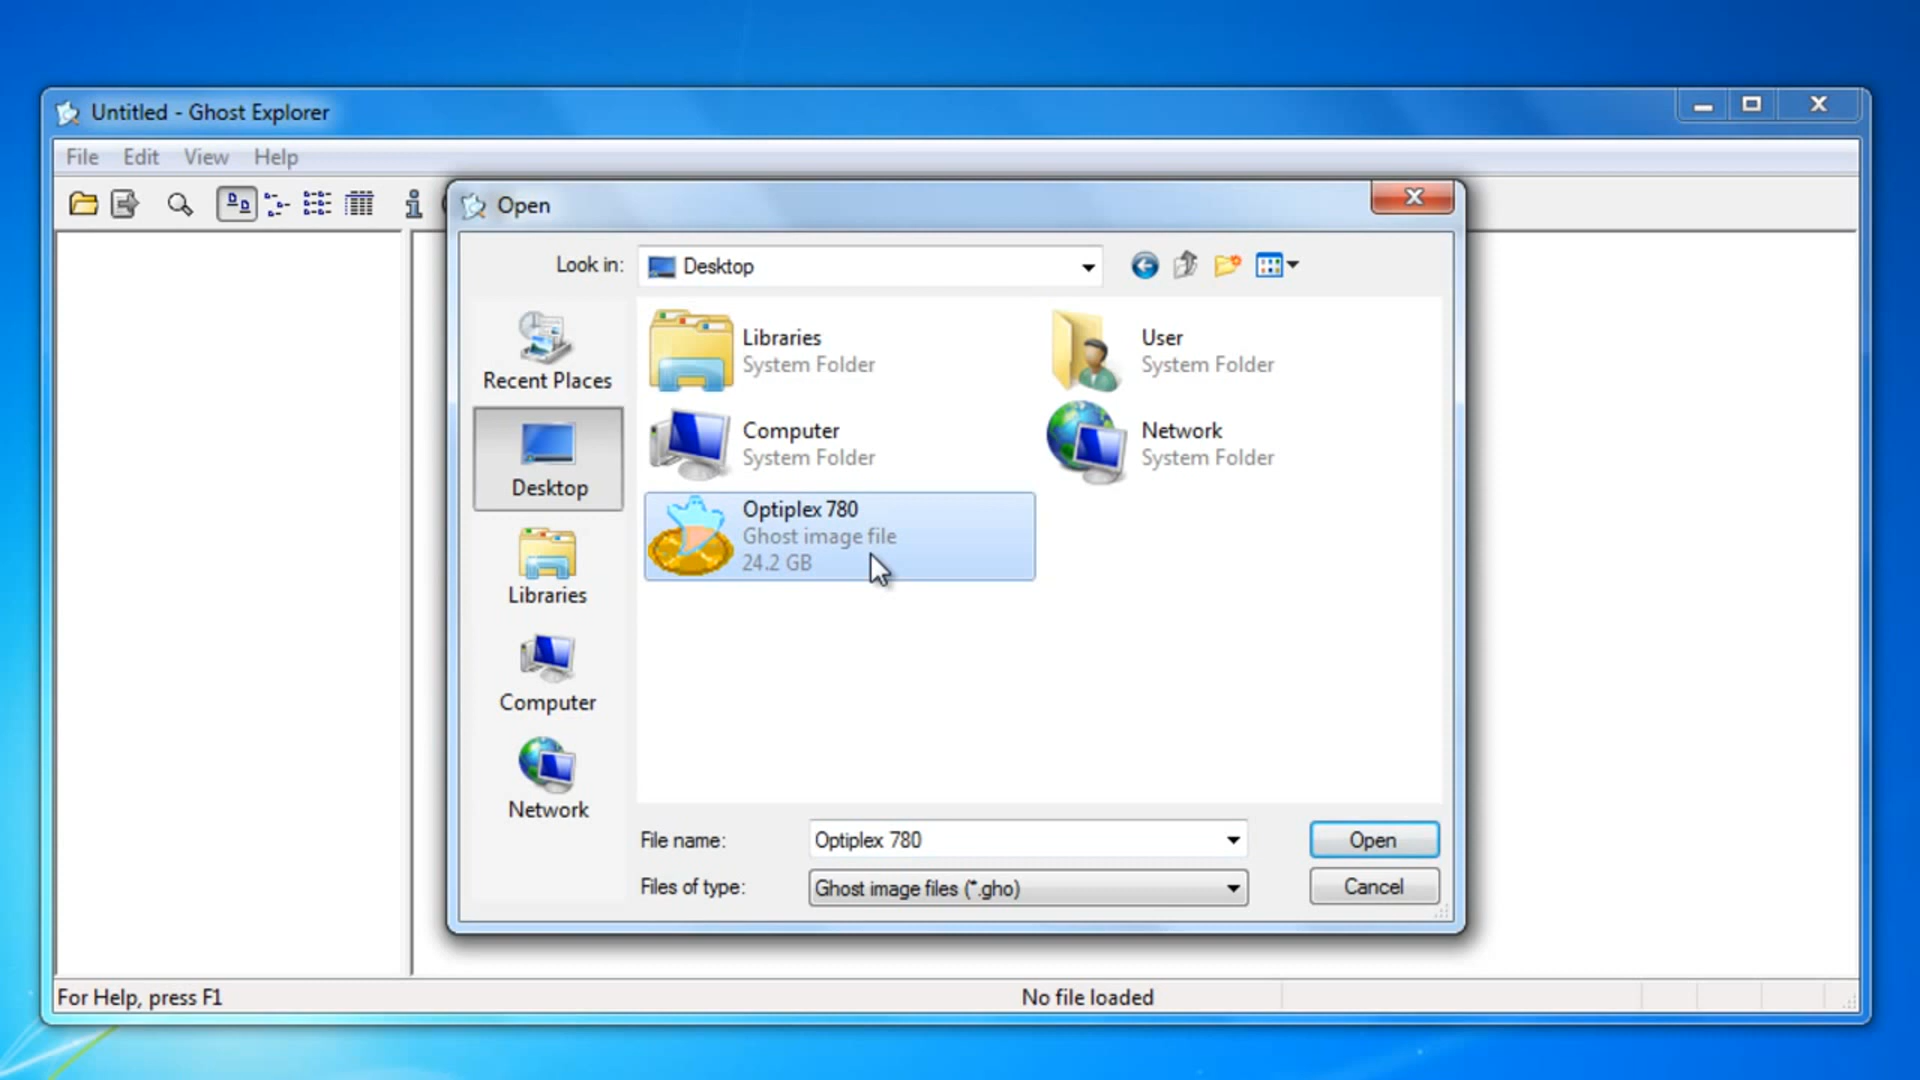 Untitled - Ghost Explorer
File Edit View Help
Open
Look in: Desktop
Recent Places
Desktop
Libraries
Computer
Network
Libraries
System Folder
User
System Folder
Computer
System Folder
Network
System Folder
Optiplex 780
Ghost image file
24.2 GB
File name: Optiplex 780 Open
Files of type: Ghost image files (*.gho) Cancel
For Help, press F1 No file loaded